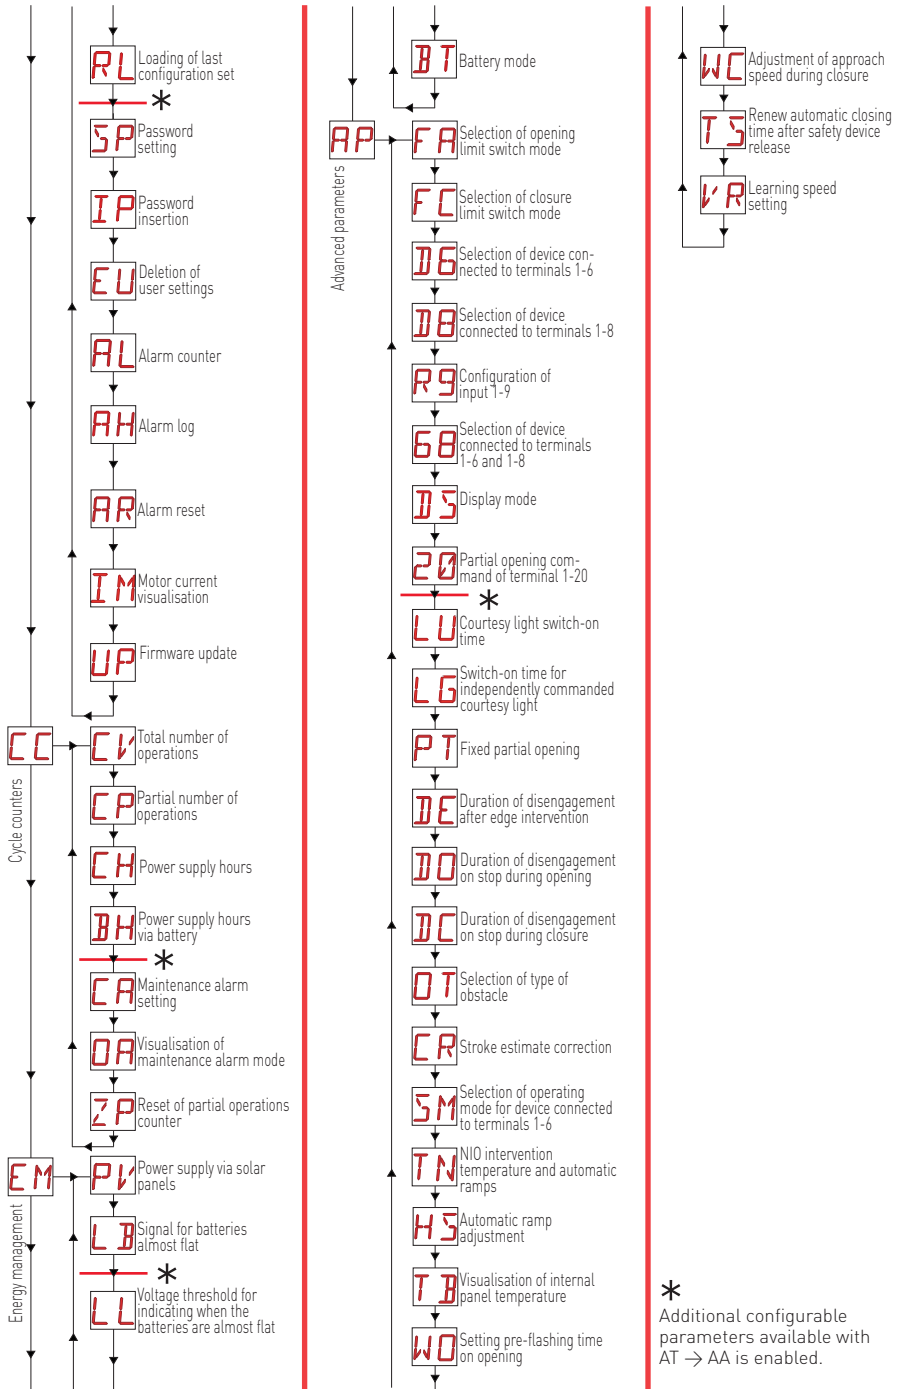 RL
Loading of last
configuration set
*
SP
Password
setting
IP
Password
insertion
EU
Deletion of
user settings
AL
Alarm counter
AH
Alarm log
AR
Alarm reset
IM
Motor current
visualisation
UP
Firmware update
CC
Cycle counters
CV
Total number of
operations
CP
Partial number of
operations
CH
Power supply hours
BH
Power supply hours
via battery
*
CA
Maintenance alarm
setting
OA
Visualisation of
maintenance alarm mode
ZP
Reset of partial operations
counter
EM
Energy management
PV
Power supply via solar
panels
LB
Signal for batteries
almost flat
*
LL
Voltage threshold for
indicating when the
batteries are almost flat
BT
Battery mode
AP
Advanced parameters
FA
Selection of opening
limit switch mode
FC
Selection of closure
limit switch mode
D6
Selection of device con-
nected to terminals 1-6
D8
Selection of device
connected to terminals 1-8
R9
Configuration of
input 1-9
68
Selection of device
connected to terminals
1-6 and 1-8
DS
Display mode
20
Partial opening com-
mand of terminal 1-20
*
LU
Courtesy light switch-on
time
LG
Switch-on time for
independently commanded
courtesy light
PT
Fixed partial opening
DE
Duration of disengagement
after edge intervention
DO
Duration of disengagement
on stop during opening
DC
Duration of disengagement
on stop during closure
OT
Selection of type of
obstacle
CR
Stroke estimate correction
SM
Selection of operating
mode for device connected
to terminals 1-6
TN
NIO intervention
temperature and automatic
ramps
HS
Automatic ramp
adjustment
TB
Visualisation of internal
panel temperature
WO
Setting pre-flashing time
on opening
WC
Adjustment of approach
speed during closure
TS
Renew automatic closing
time after safety device
release
VR
Learning speed
setting
*
Additional configurable
parameters available with
AT → AA is enabled.